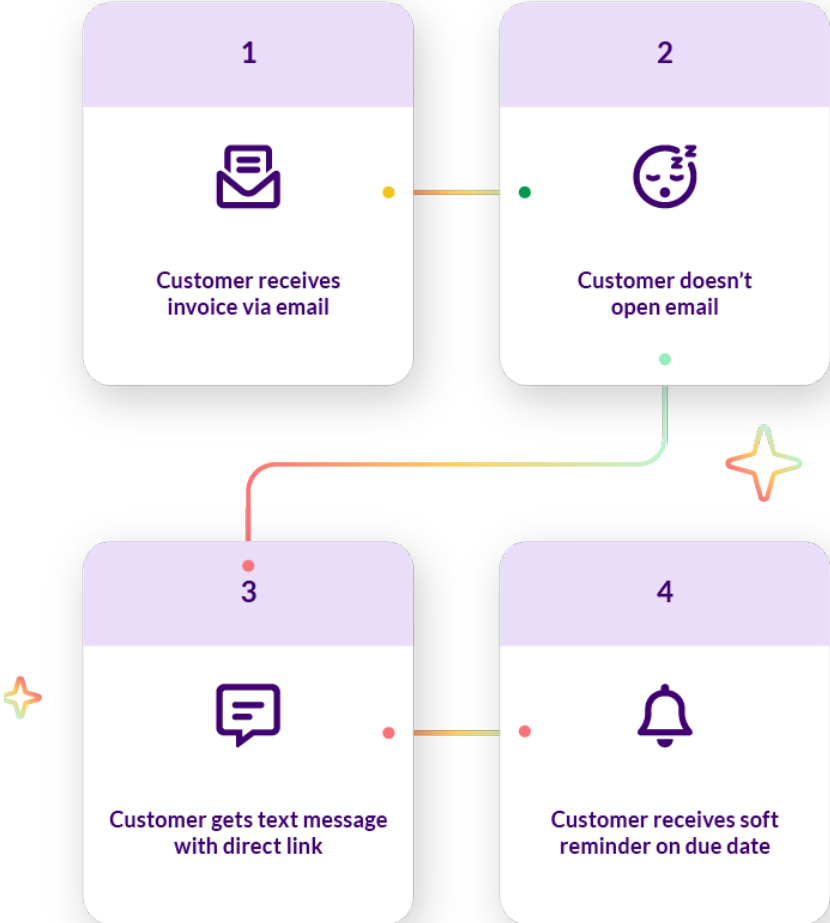 1
Customer receives
invoice via email
2
Customer doesn’t
open email
3
Customer gets text message
with direct link
4
Customer receives soft
reminder on due date